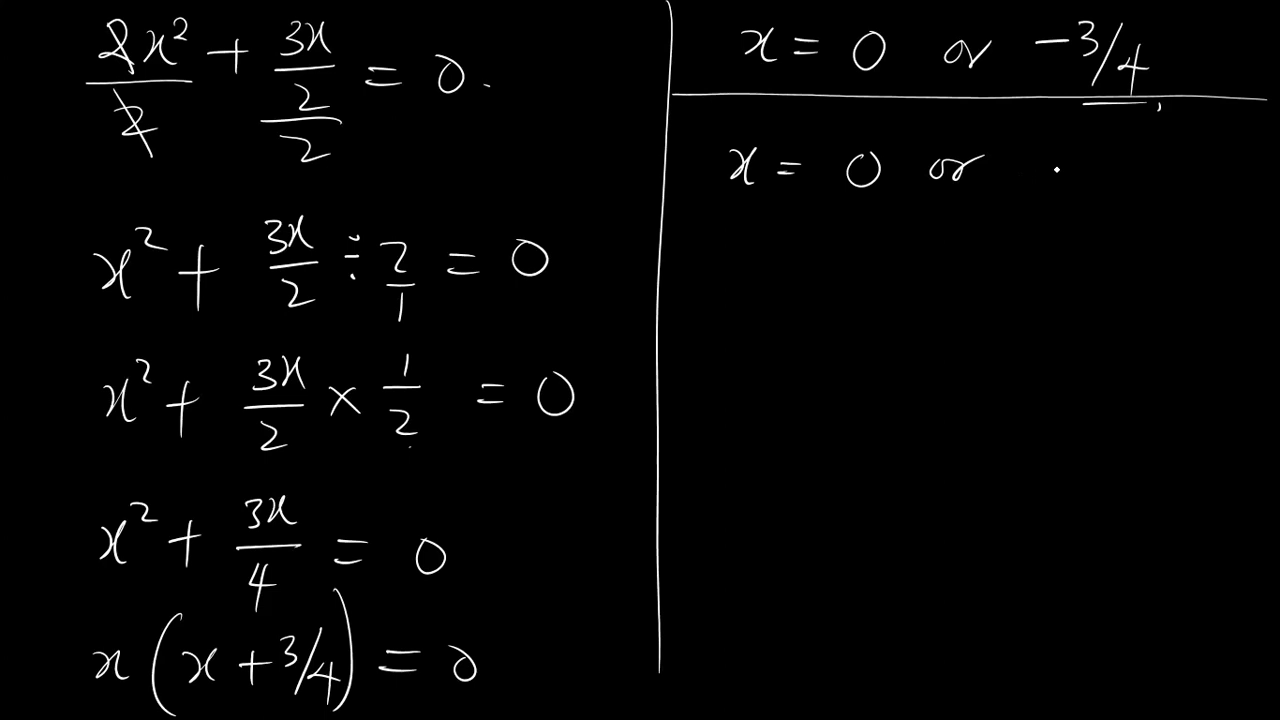 2x²/2 + (3x/2)/2 = 0.
x² + 3x/2 ÷ 2/1 = 0
x² + 3x/2 × 1/2 = 0
x² + 3x/4 = 0
x(x + 3/4) = 0
x = 0 or -3/4
x = 0 or